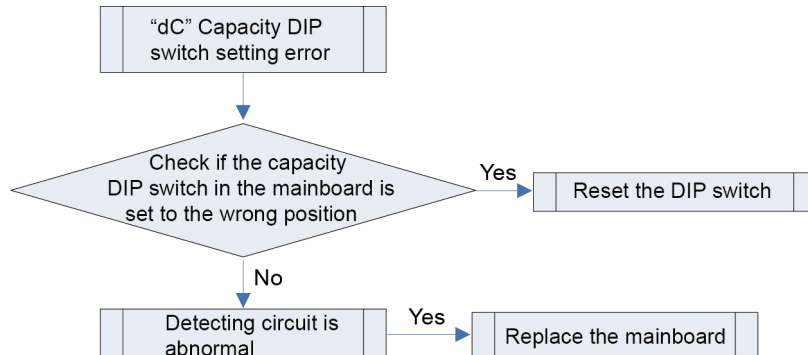 “dC” Capacity DIP
switch setting error
Check if the capacity
DIP switch in the mainboard is
set to the wrong position
Yes
Reset the DIP switch
No
Detecting circuit is
abnormal
Yes
Replace the mainboard